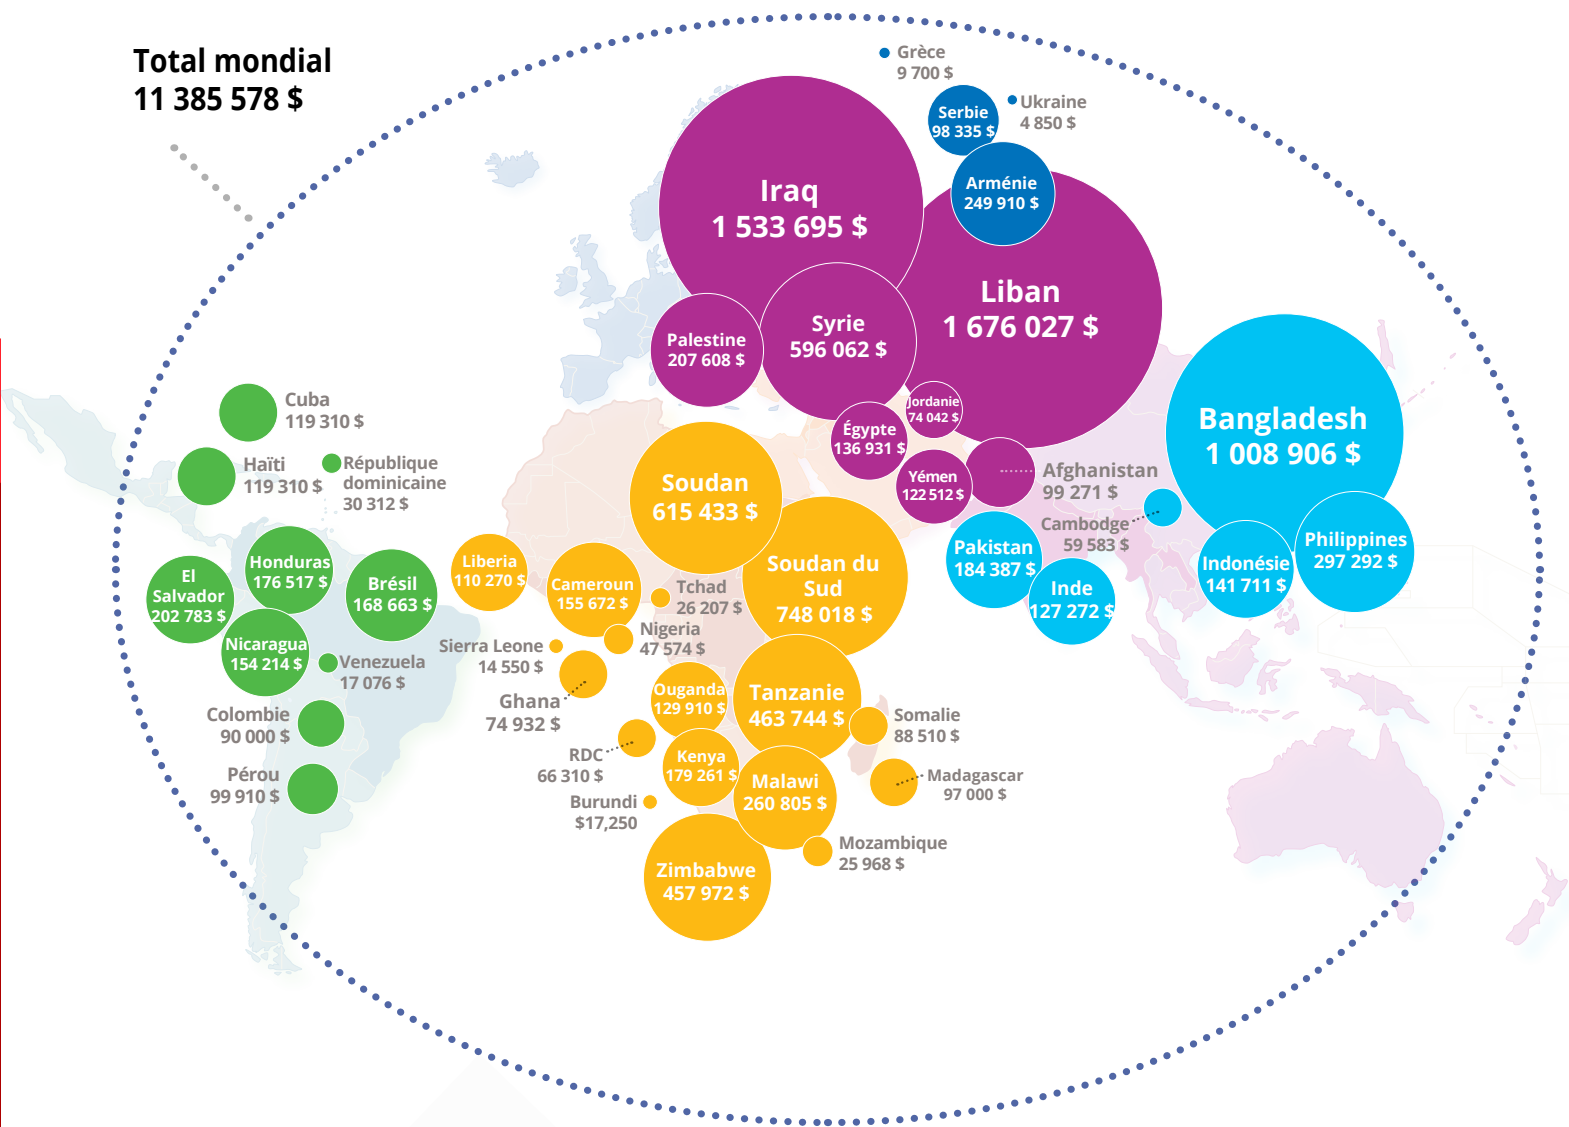 Total mondial
11 385 578 $
Grèce
9 700 $
Ukraine
4 850 $
Serbie
98 335 $
Arménie
249 910 $
Iraq
1 533 695 $
Liban
1 676 027 $
Syrie
596 062 $
Palestine
207 608 $
Jordanie
74 042 $
Égypte
136 931 $
Yémen
122 512 $
Afghanistan
99 271 $
Bangladesh
1 008 906 $
Cambodge
59 583 $
Pakistan
184 387 $
Inde
127 272 $
Indonésie
141 711 $
Philippines
297 292 $
Cuba
119 310 $
Haïti
119 310 $
République
dominicaine
30 312 $
Honduras
176 517 $
El
Salvador
202 783 $
Brésil
168 663 $
Nicaragua
154 214 $
Venezuela
17 076 $
Colombie
90 000 $
Pérou
99 910 $
Soudan
615 433 $
Soudan du
Sud
748 018 $
Liberia
110 270 $
Cameroun
155 672 $
Tchad
26 207 $
Nigeria
47 574 $
Sierra Leone
14 550 $
Ghana
74 932 $
Ouganda
129 910 $
Tanzanie
463 744 $
Somalie
88 510 $
RDC
66 310 $
Kenya
179 261 $
Malawi
260 805 $
Madagascar
97 000 $
Burundi
$17,250
Mozambique
25 968 $
Zimbabwe
457 972 $